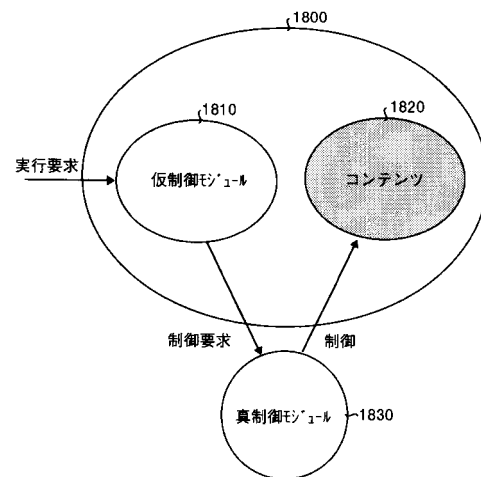 1800
1810
1820
実行要求
仮制御ﾓｼﾞｭｰﾙ
コンテンツ
制御要求
制御
真制御ﾓｼﾞｭｰﾙ
1830